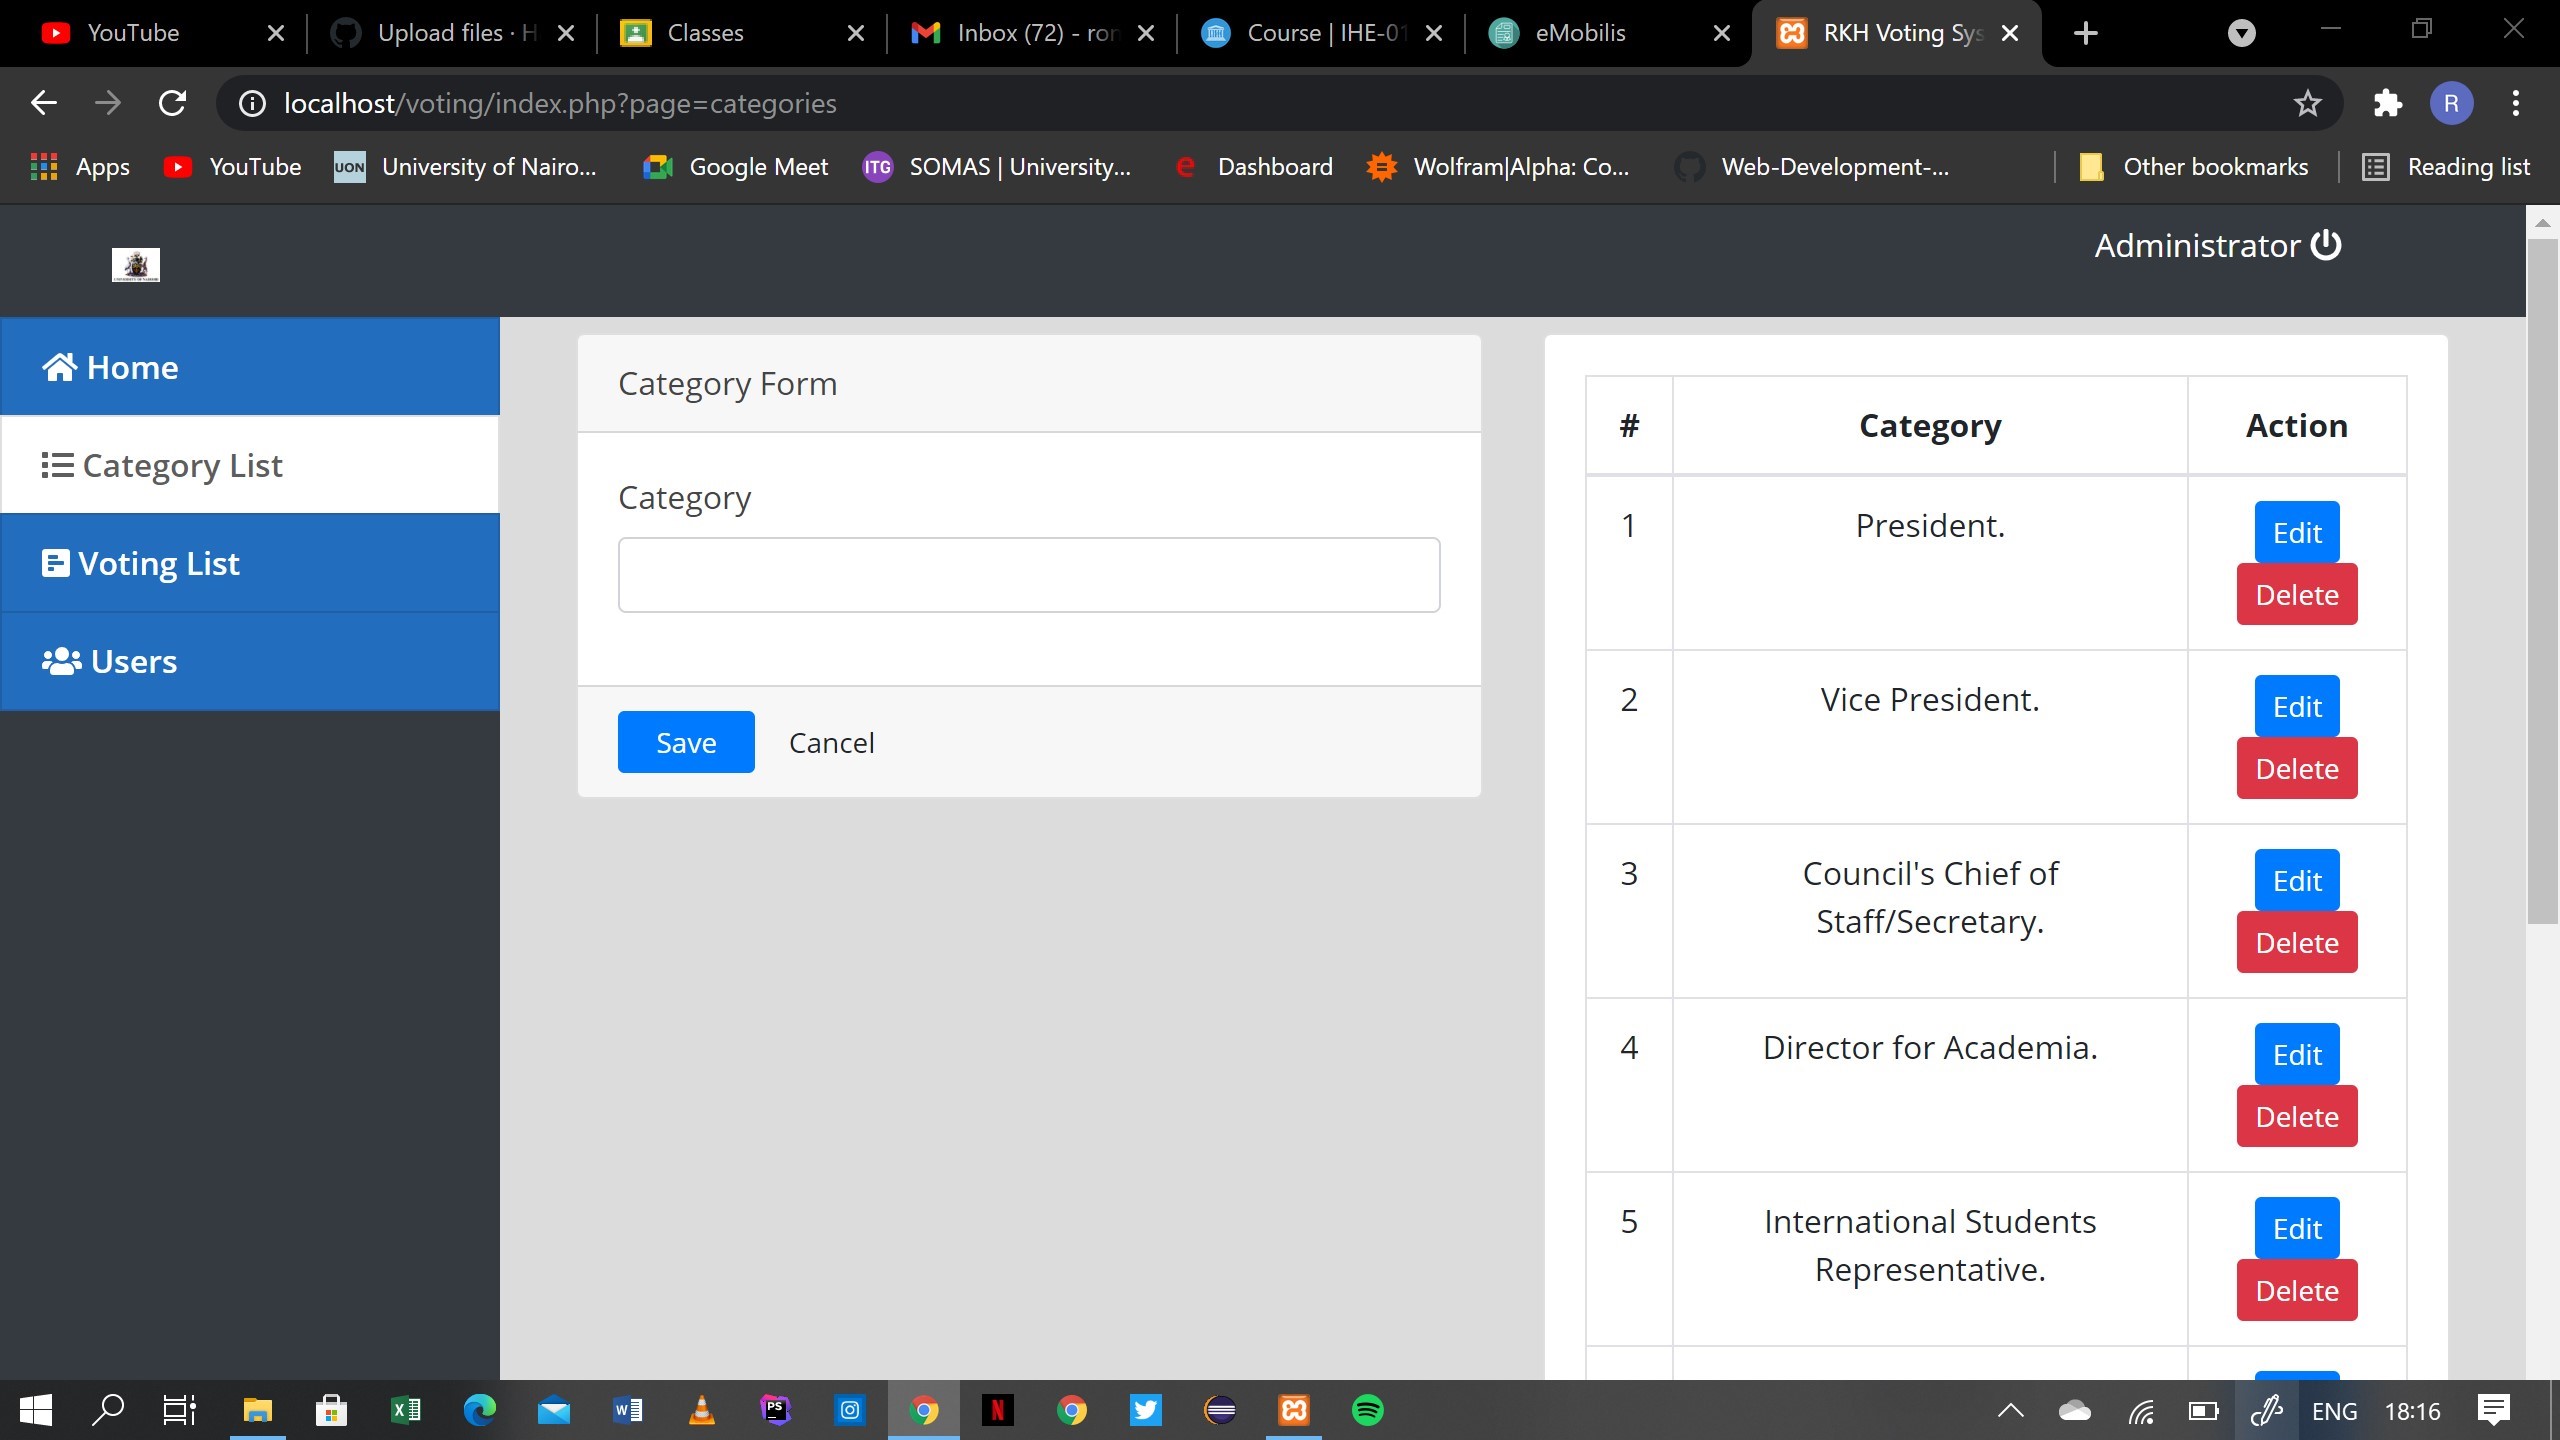 YouTube
Upload files · H
Classes
Inbox (72) - ron
Course | IHE-01
eMobilis
RKH Voting Sys
localhost/voting/index.php?page=categories
R
Apps
YouTube
UON
University of Nairo...
Google Meet
ITG
SOMAS | University...
e
Dashboard
Wolfram|Alpha: Co...
Web-Development-...
Other bookmarks
Reading list
Administrator
Home
Category List
Voting List
Users
Category Form
Category
Save
Cancel
# Category Action
1 President. Edit
Delete
2 Vice President. Edit
Delete
3 Council's Chief of Edit
Staff/Secretary.
Delete
4 Director for Academia. Edit
Delete
5 International Students Edit
Representative.
Delete
PS
ENG
18:16